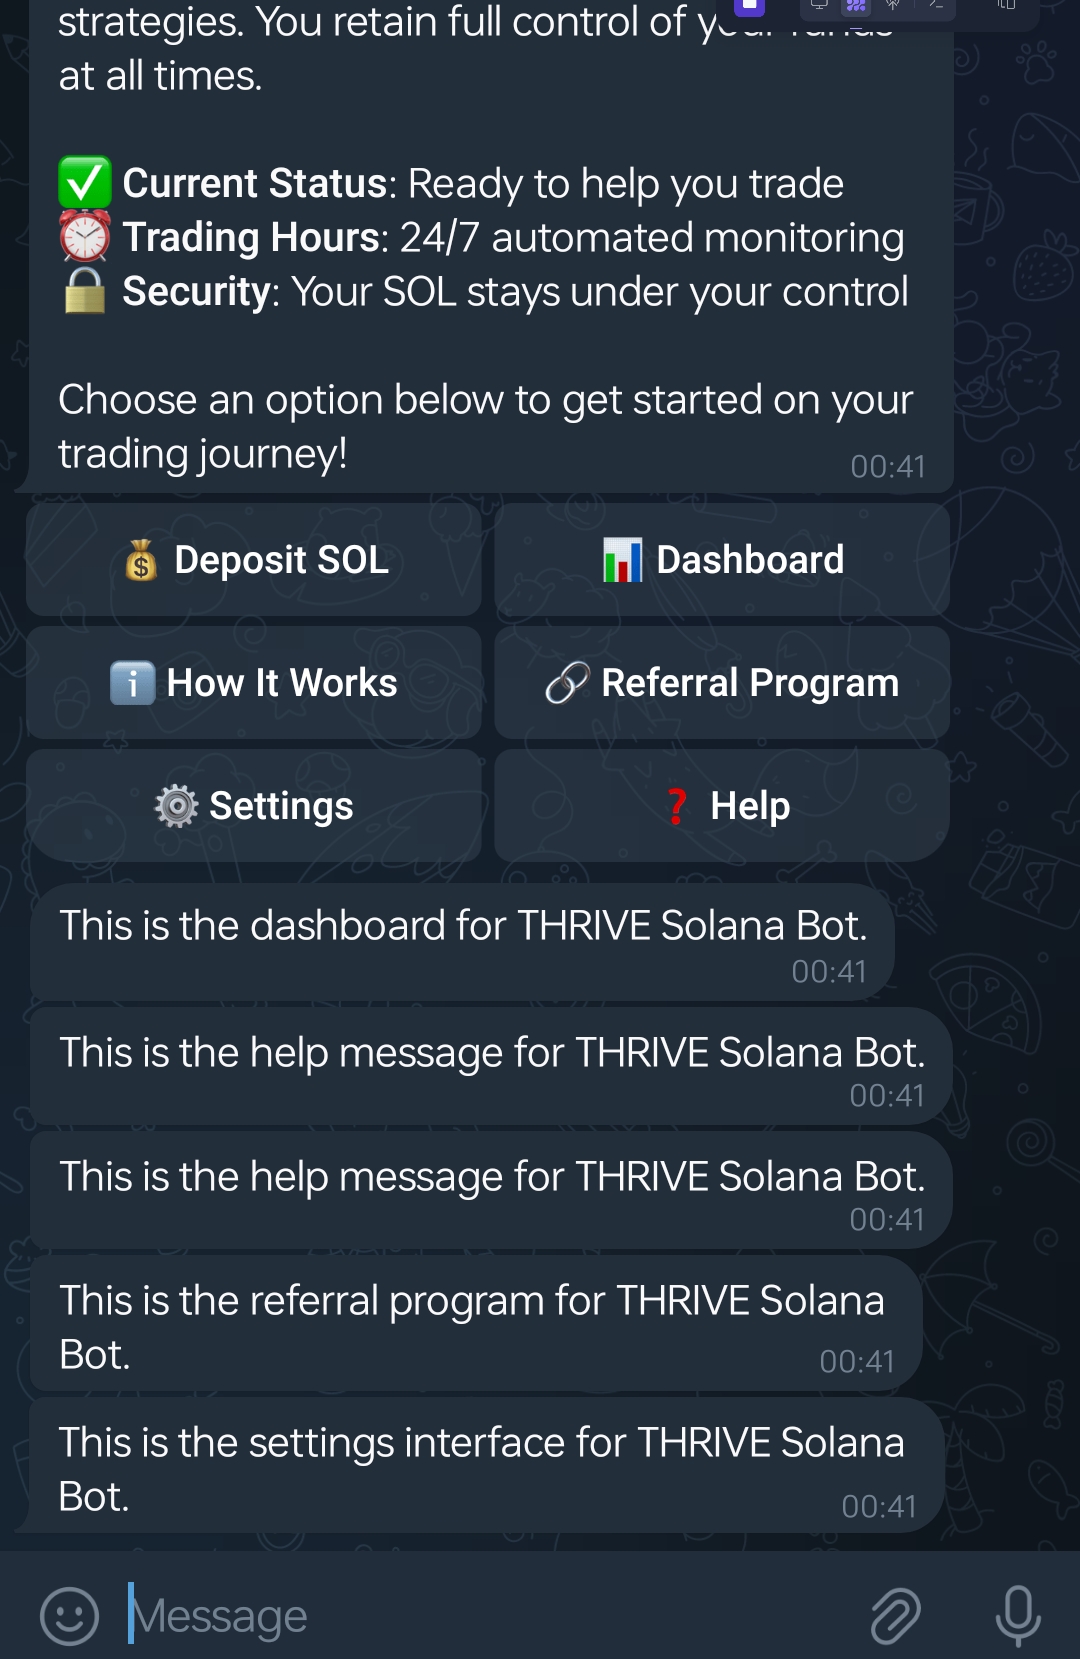 strategies. You retain full control of your funds
at all times.
✅ Current Status: Ready to help you trade
⏰ Trading Hours: 24/7 automated monitoring
🔒 Security: Your SOL stays under your control
Choose an option below to get started on your
trading journey!
00:41
💰 Deposit SOL
📊 Dashboard
ℹ️ How It Works
🔗 Referral Program
⚙️ Settings
❓ Help
This is the dashboard for THRIVE Solana Bot.
00:41
This is the help message for THRIVE Solana Bot.
00:41
This is the help message for THRIVE Solana Bot.
00:41
This is the referral program for THRIVE Solana
Bot.
00:41
This is the settings interface for THRIVE Solana
Bot.
00:41
Message